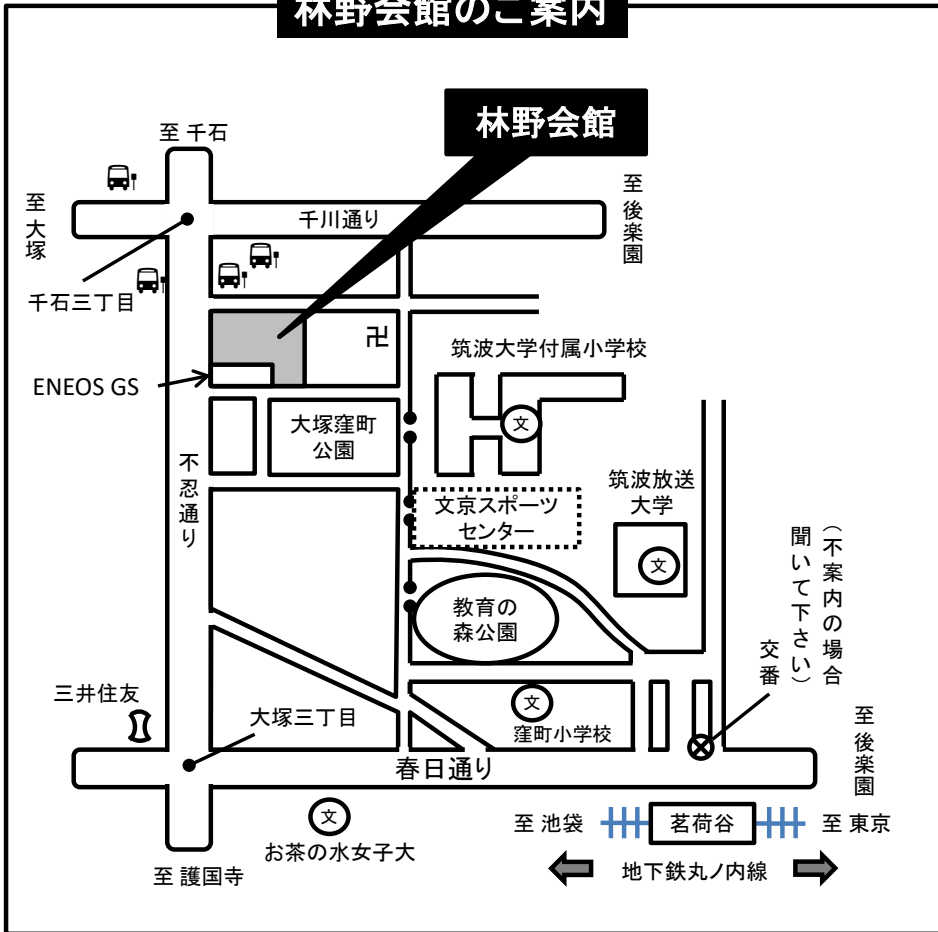 林野会館のご案内
林野会館
至 千石
至大塚
千川通り
至後楽園
千石三丁目
卍
筑波大学付属小学校
ENEOS GS
文
大塚窪町
公園
不忍通り
筑波放送
大学
文京スポーツ
センター
文
(不案内の場合
聞いて下さい)
交番
教育の
森公園
三井住友
大塚三丁目
文
窪町小学校
至後楽園
春日通り
文
お茶の水女子大
至 池袋
茗荷谷
至 東京
至 護国寺
地下鉄丸ノ内線